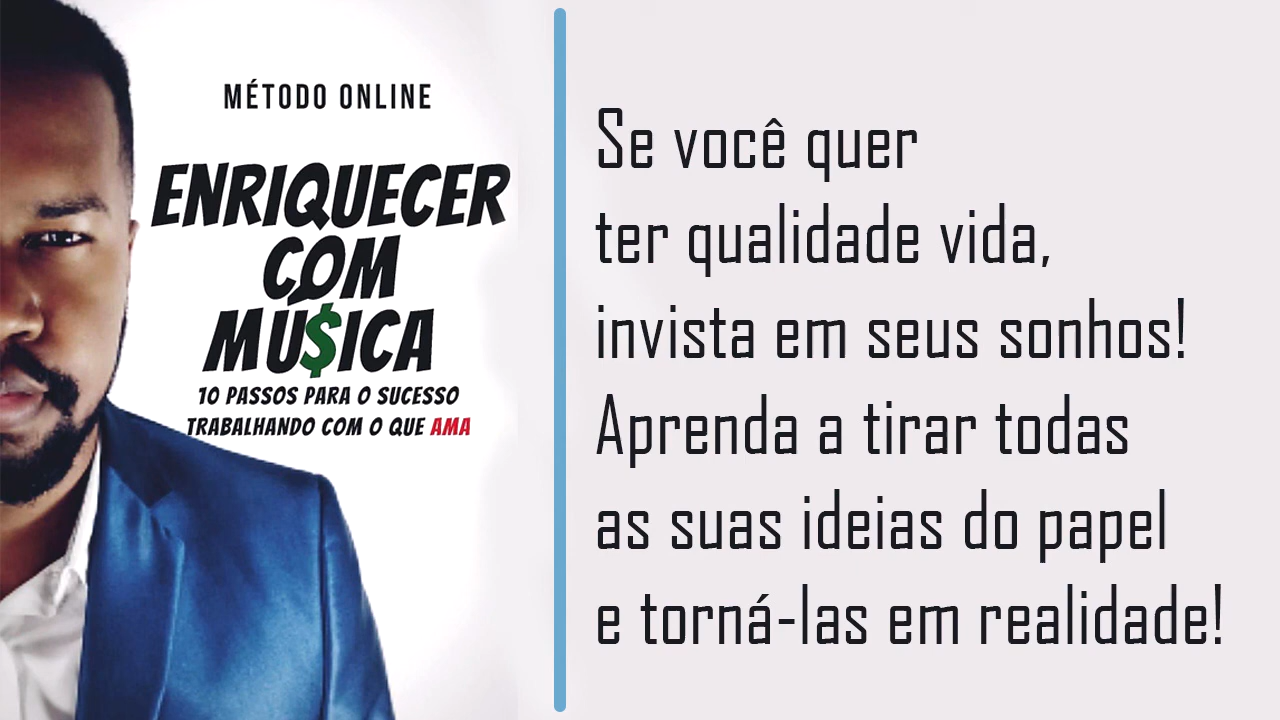 MÉTODO ONLINE
ENRIQUECER
COM
MÚ$ICA
10 PASSOS PARA O SUCESSO
TRABALHANDO COM O QUE AMA
Se você quer
ter qualidade vida,
invista em seus sonhos!
Aprenda a tirar todas
as suas ideias do papel
e torná-las em realidade!